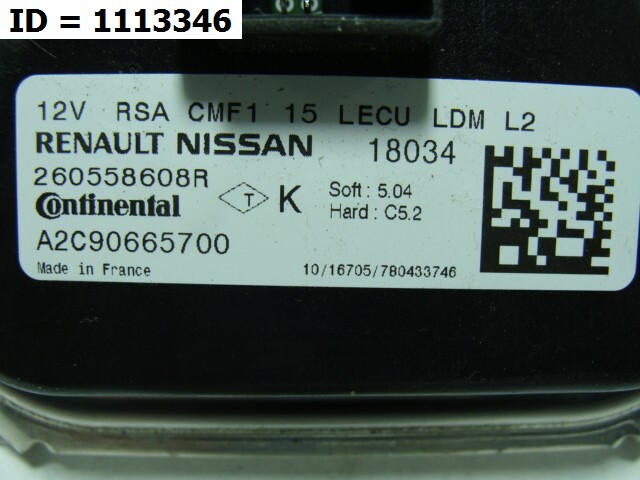 ID = 1113346
12V RSA CMF1 15 LECU LDM L2
RENAULT NISSAN 18034
260558608R
Continental T K Soft : 5.04
Hard : C5.2
A2C90665700
Made in France 10/16705/780433746